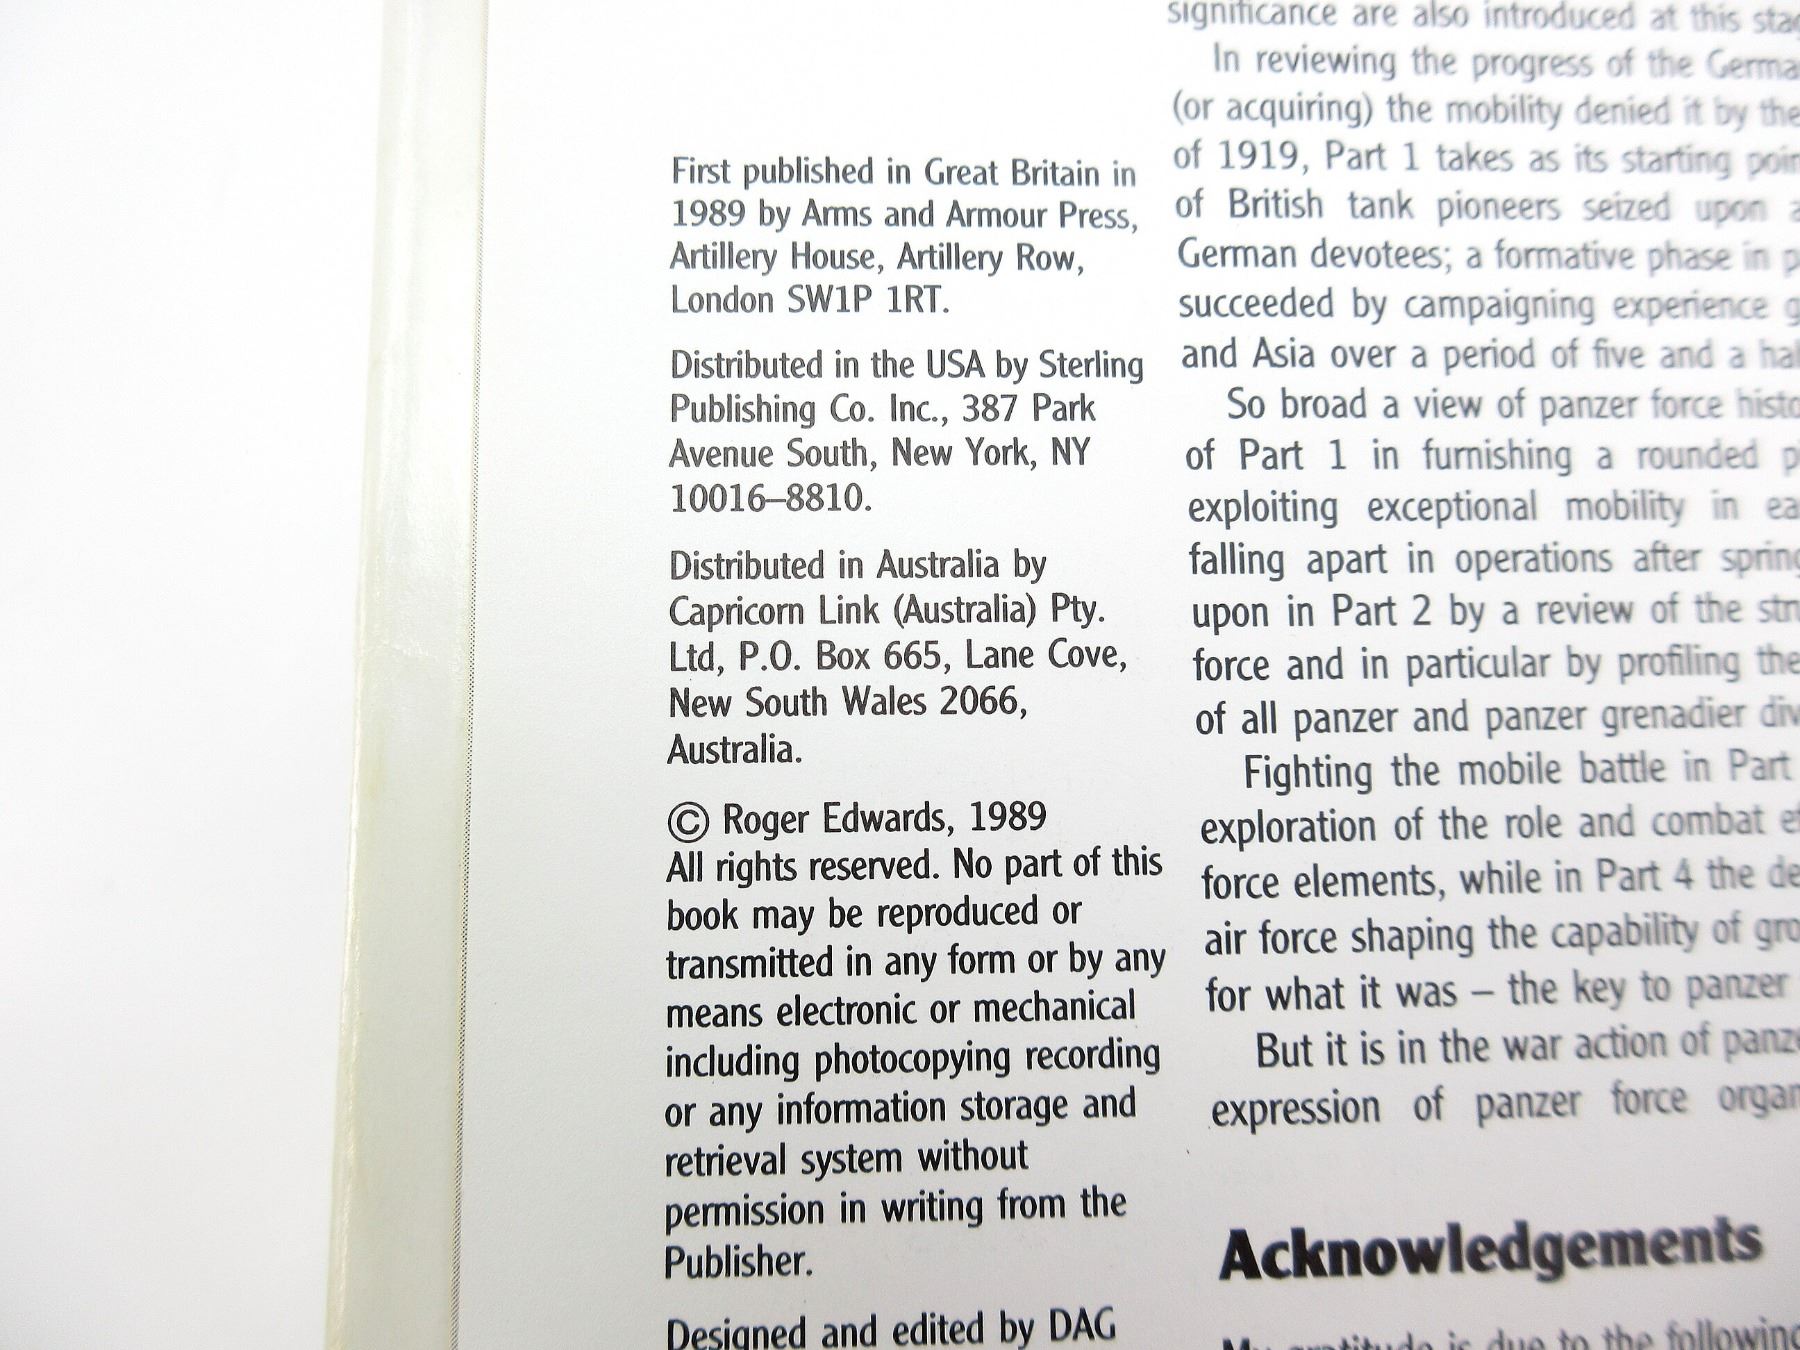 First published in Great Britain in
1989 by Arms and Armour Press,
Artillery House, Artillery Row,
London SW1P 1RT.
Distributed in the USA by Sterling
Publishing Co. Inc., 387 Park
Avenue South, New York, NY
10016–8810.
Distributed in Australia by
Capricorn Link (Australia) Pty.
Ltd, P.O. Box 665, Lane Cove,
New South Wales 2066,
Australia.
© Roger Edwards, 1989
All rights reserved. No part of this
book may be reproduced or
transmitted in any form or by any
means electronic or mechanical
including photocopying recording
or any information storage and
retrieval system without
permission in writing from the
Publisher.
Designed and edited by DAG
significance are also introduced at this
In reviewing the progress of the
(or acquiring) the mobility denied it by the
of 1919, Part 1 takes as its starting
of British tank pioneers seized upon
German devotees; a formative phase in
succeeded by campaigning experience
and Asia over a period of five and a
So broad a view of panzer force
of Part 1 in furnishing a rounded
exploiting exceptional mobility in
falling apart in operations after
upon in Part 2 by a review of the
force and in particular by profiling
of all panzer and panzer grenadier
Fighting the mobile battle in Part
exploration of the role and combat
force elements, while in Part 4 the
air force shaping the capability of
for what it was – the key to panzer
But it is in the war action of
expression of panzer force
Acknowledgements
My gratitude is due to the following